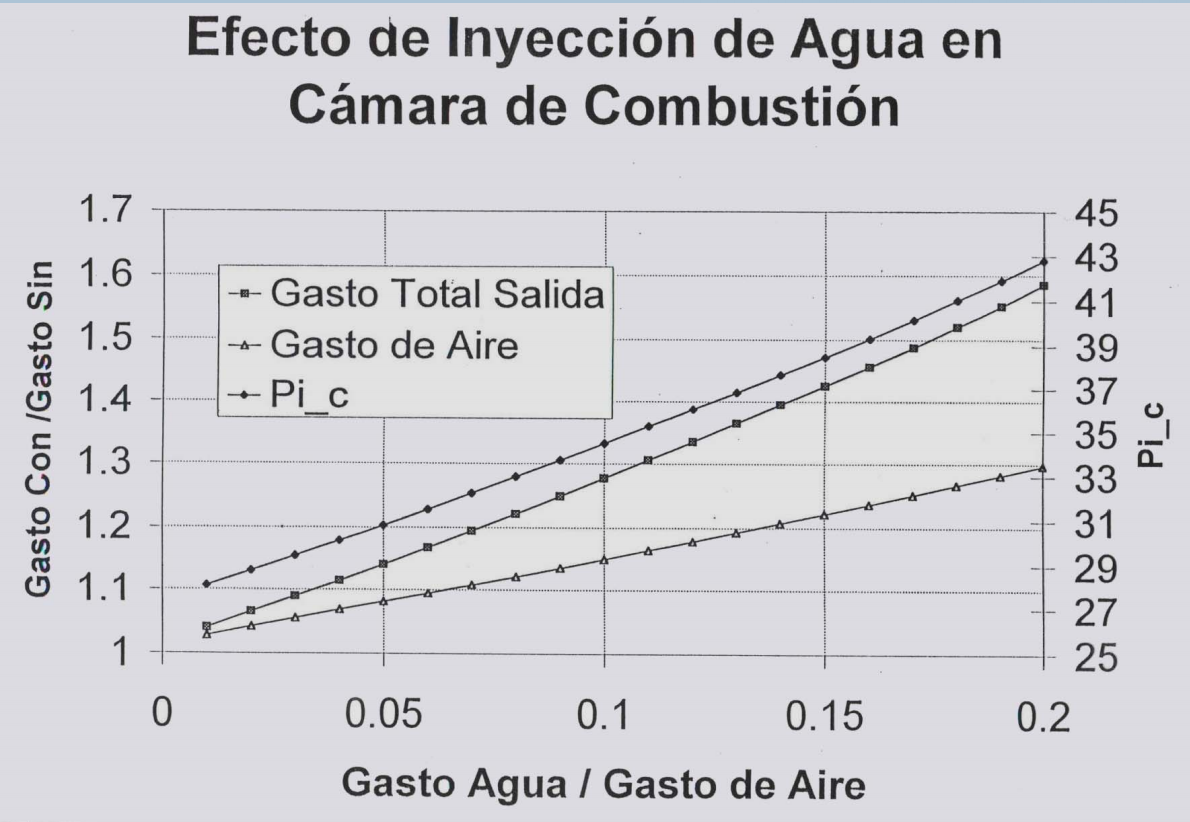 Efecto de Inyección de Agua en
Cámara de Combustión
1.7
1.6
1.5
1.4
1.3
1.2
1.1
1
Gasto Con /Gasto Sin
Gasto Total Salida
Gasto de Aire
Pi_c
45
43
41
39
37
35
33
31
29
27
25
Pi_c
0 0.05 0.1 0.15 0.2
Gasto Agua / Gasto de Aire